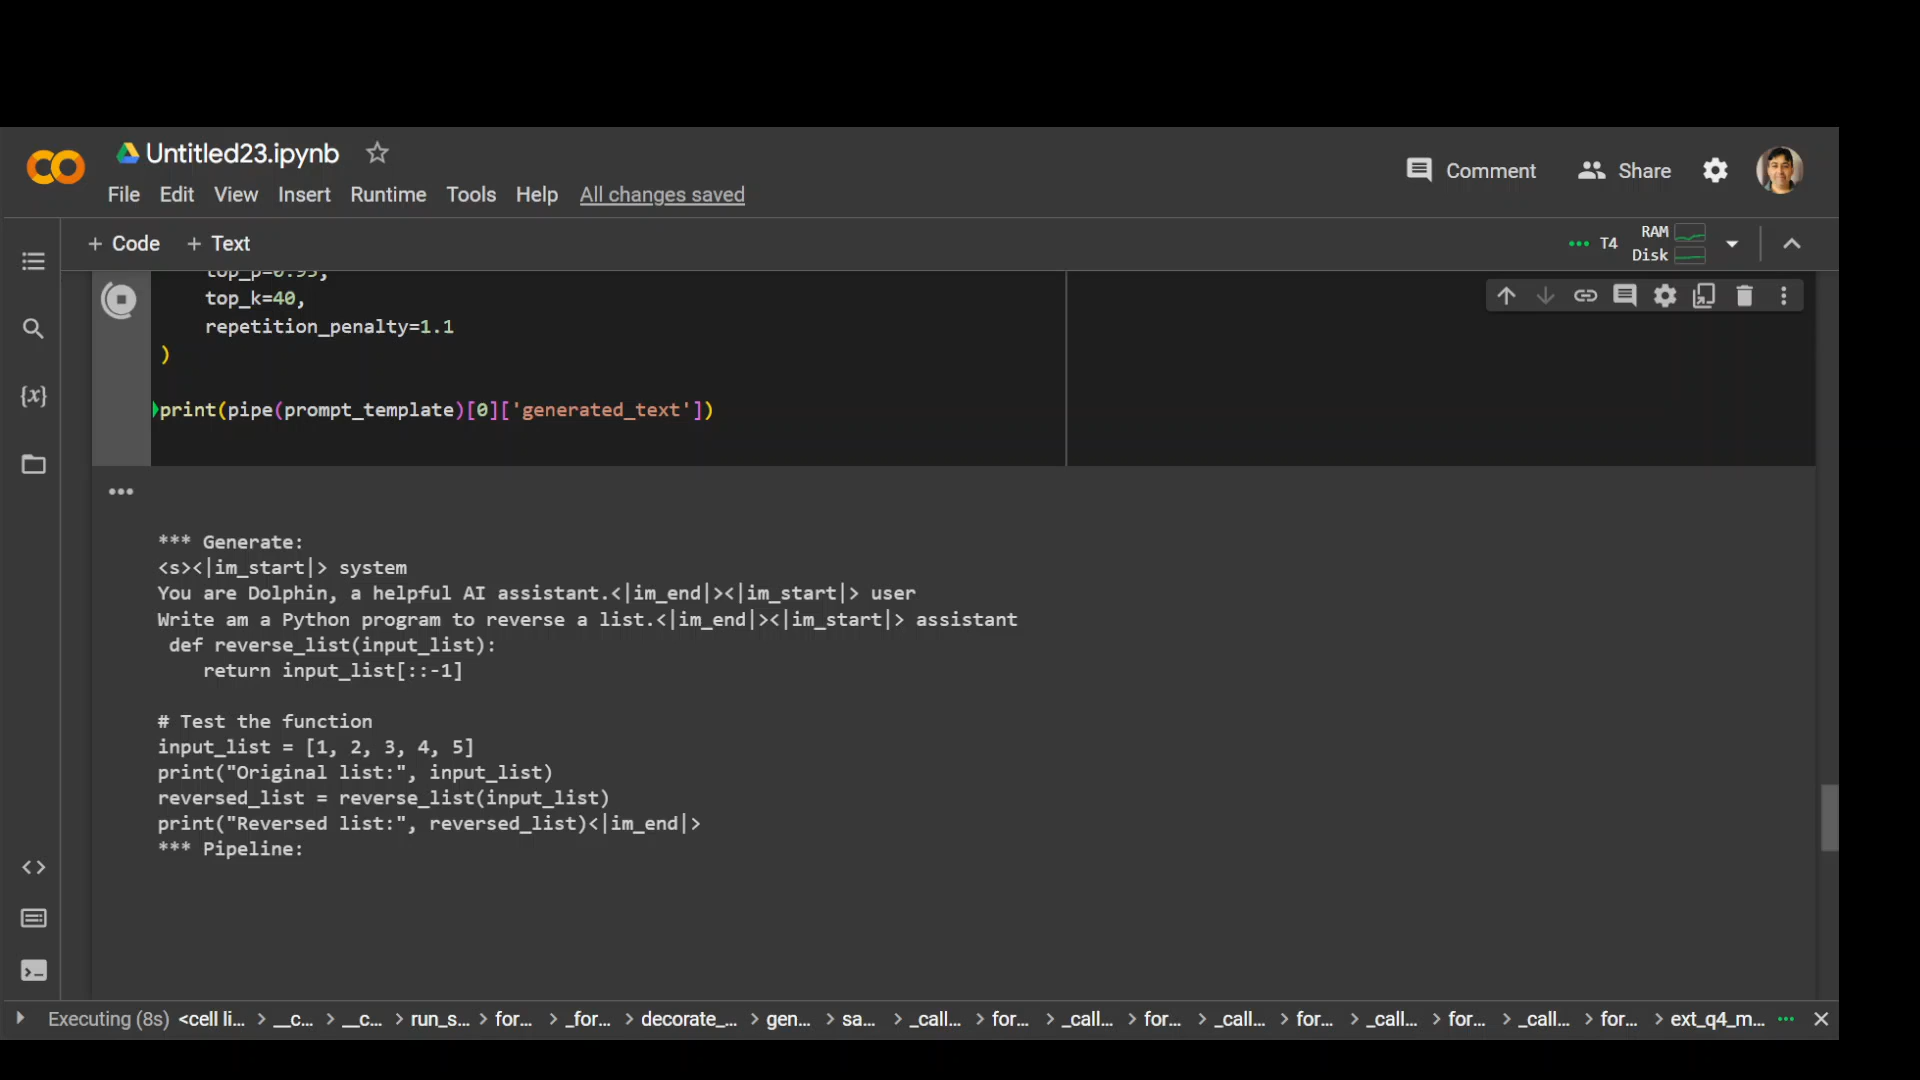 Untitled23.ipynb
File Edit View Insert Runtime Tools Help All changes saved
Comment Share
+ Code + Text
T4 RAM Disk
top_p=0.95,
top_k=40,
repetition_penalty=1.1
)
print(pipe(prompt_template)[0]['generated_text'])
*** Generate:
<s><|im_start|> system
You are Dolphin, a helpful AI assistant.<|im_end|><|im_start|> user
Write am a Python program to reverse a list.<|im_end|><|im_start|> assistant
def reverse_list(input_list):
return input_list[::-1]
# Test the function
input_list = [1, 2, 3, 4, 5]
print("Original list:", input_list)
reversed_list = reverse_list(input_list)
print("Reversed list:", reversed_list)<|im_end|>
*** Pipeline:
Executing (8s) <cell li... > __c... > __c... > run_s... > for... > _for... > decorate_... > gen... > sa... > _call... > for... > _call... > for... > _call... > for... > _call... > for... > _call... > for... > ext_q4_m...